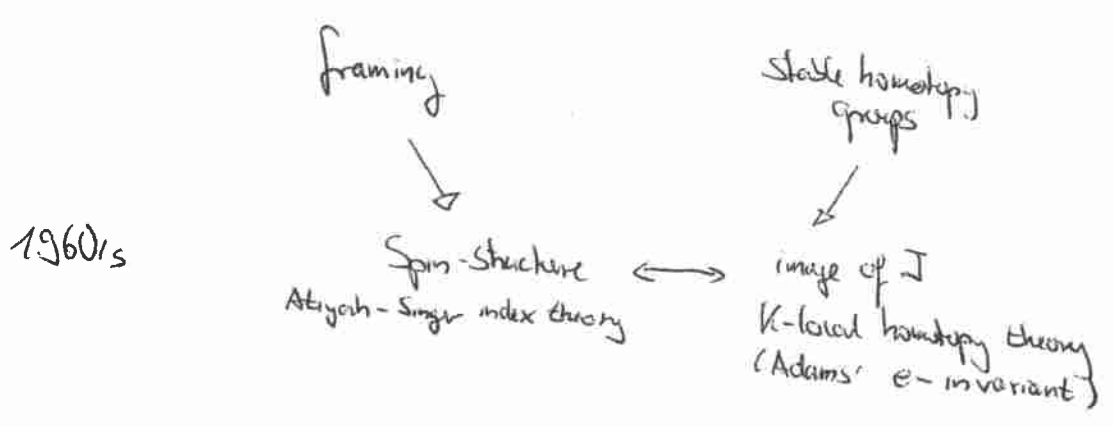 framing
Stable homotopy
groups
1960's
Spin-structure
image of J
Atiyah-Singer index theory
K-local homotopy theory
(Adams' e-invariant)